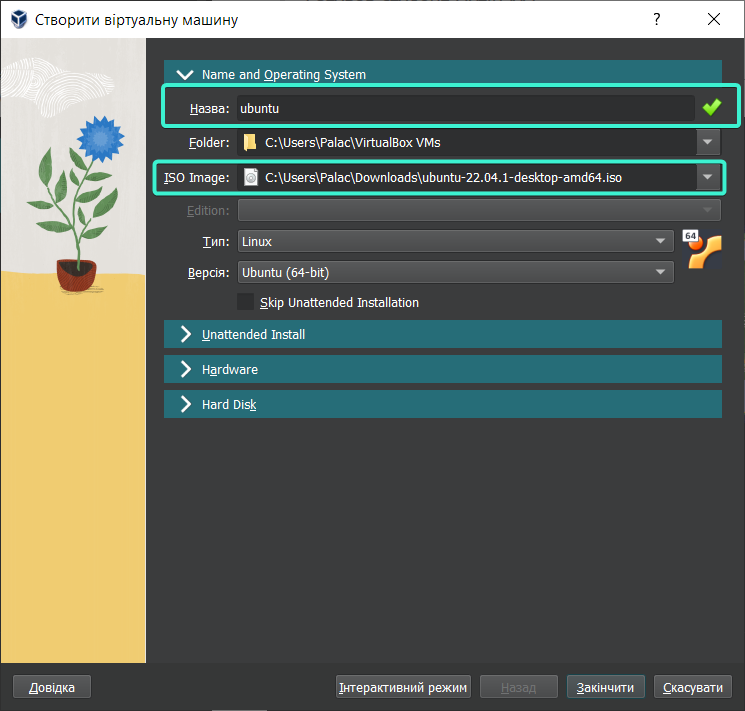 Створити віртуальну машину
?
Name and Operating System
Назва: ubuntu
Folder: C:\Users\Palac\VirtualBox VMs
ISO Image: C:\Users\Palac\Downloads\ubuntu-22.04.1-desktop-amd64.iso
Edition:
Тип: Linux
64
Версія: Ubuntu (64-bit)
Skip Unattended Installation
Unattended Install
Hardware
Hard Disk
Довідка Інтерактивний режим Назад Закінчити Скасувати